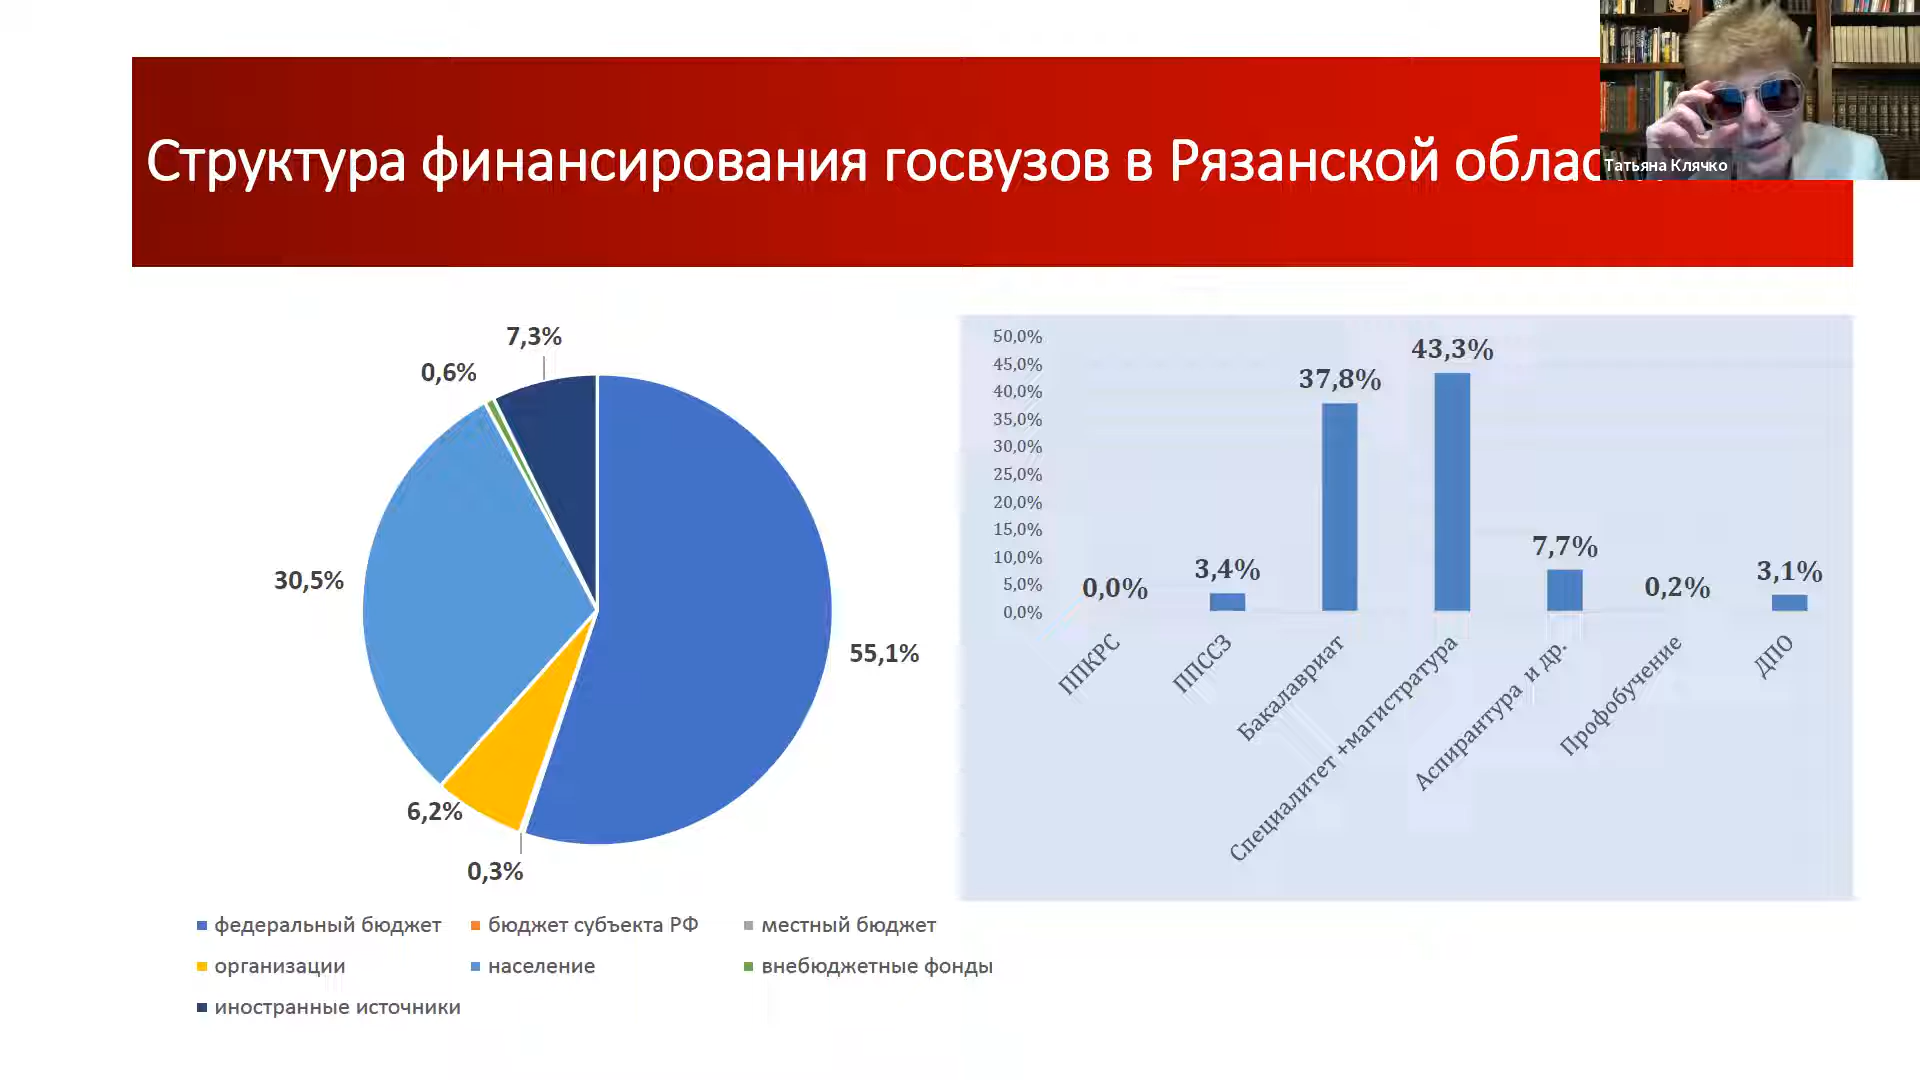 Структура финансирования госвузов в Рязанской облас
Татьяна Клячко
7,3%
0,6%
30,5%
55,1%
6,2%
0,3%
федеральный бюджет
бюджет субъекта РФ
местный бюджет
организации
население
внебюджетные фонды
иностранные источники
50,0%
45,0%
40,0%
35,0%
30,0%
25,0%
20,0%
15,0%
10,0%
5,0%
0,0%
0,0%
3,4%
37,8%
43,3%
7,7%
0,2%
3,1%
ППКРС
ППССЗ
Бакалавриат
Специалитет +магистратура
Аспирантура и др.
Профобучение
ДПО